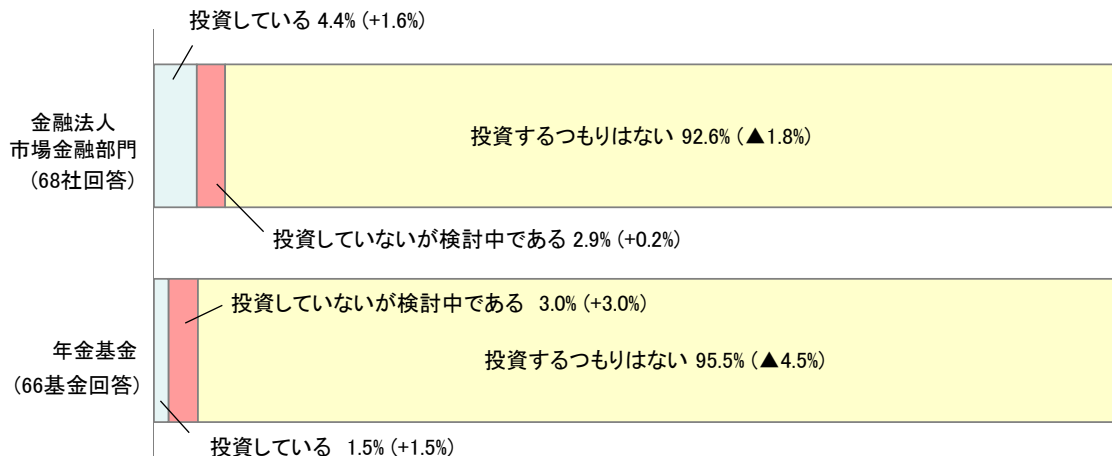 投資している 4.4% (+1.6%)
金融法人
市場金融部門
(68社回答)
投資するつもりはない 92.6% (▲1.8%)
投資していないが検討中である 2.9% (+0.2%)
投資していないが検討中である 3.0% (+3.0%)
年金基金
(66基金回答)
投資するつもりはない 95.5% (▲4.5%)
投資している 1.5% (+1.5%)